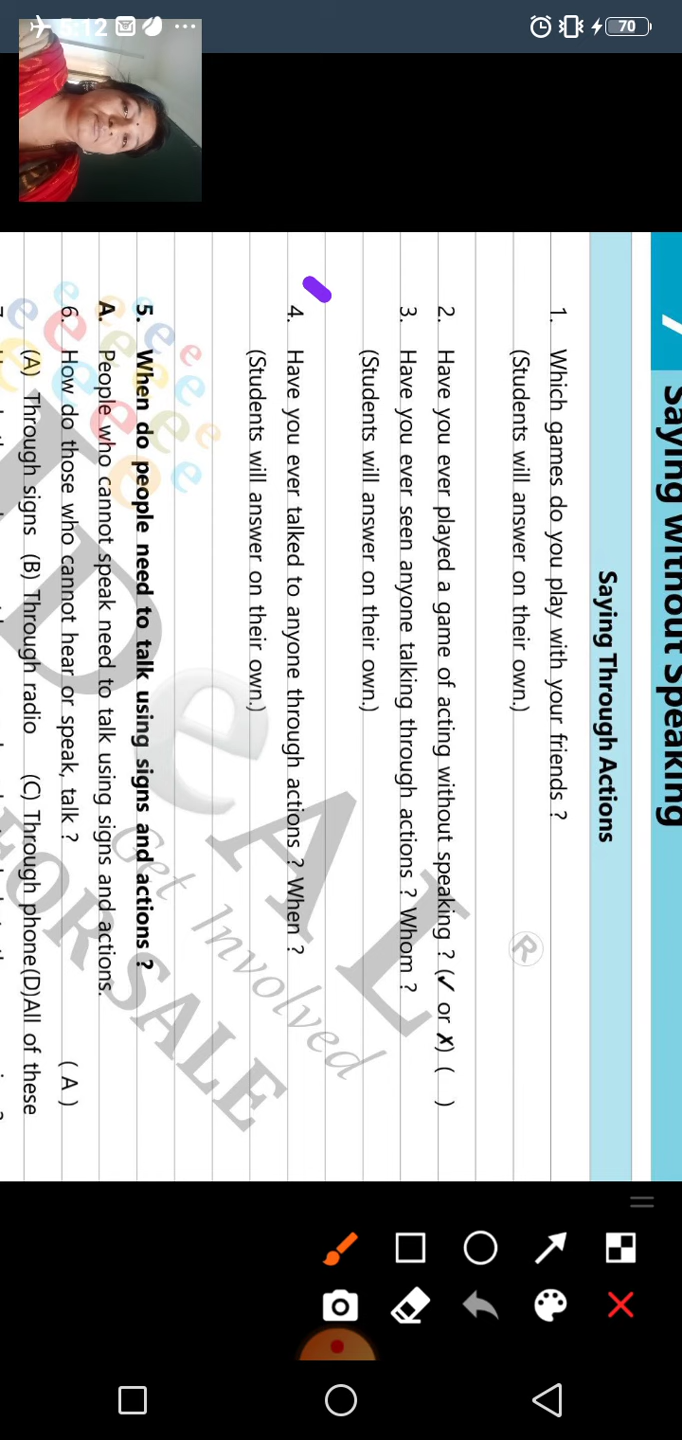 5:12
70
7
Saying Without Speaking
Saying Through Actions
1. Which games do you play with your friends ?
(Students will answer on their own.)
2. Have you ever played a game of acting without speaking ? (✓ or ✗) (   )
3. Have you ever seen anyone talking through actions ? Whom ?
(Students will answer on their own.)
4. Have you ever talked to anyone through actions ? When ?
(Students will answer on their own.)
5. When do people need to talk using signs and actions ?
A. People who cannot speak need to talk using signs and actions.
6. How do those who cannot hear or speak, talk ? ( A )
(A) Through signs (B) Through radio (C) Through phone (D) All of these
IDeAL ®
Get Involved
FOR SALE